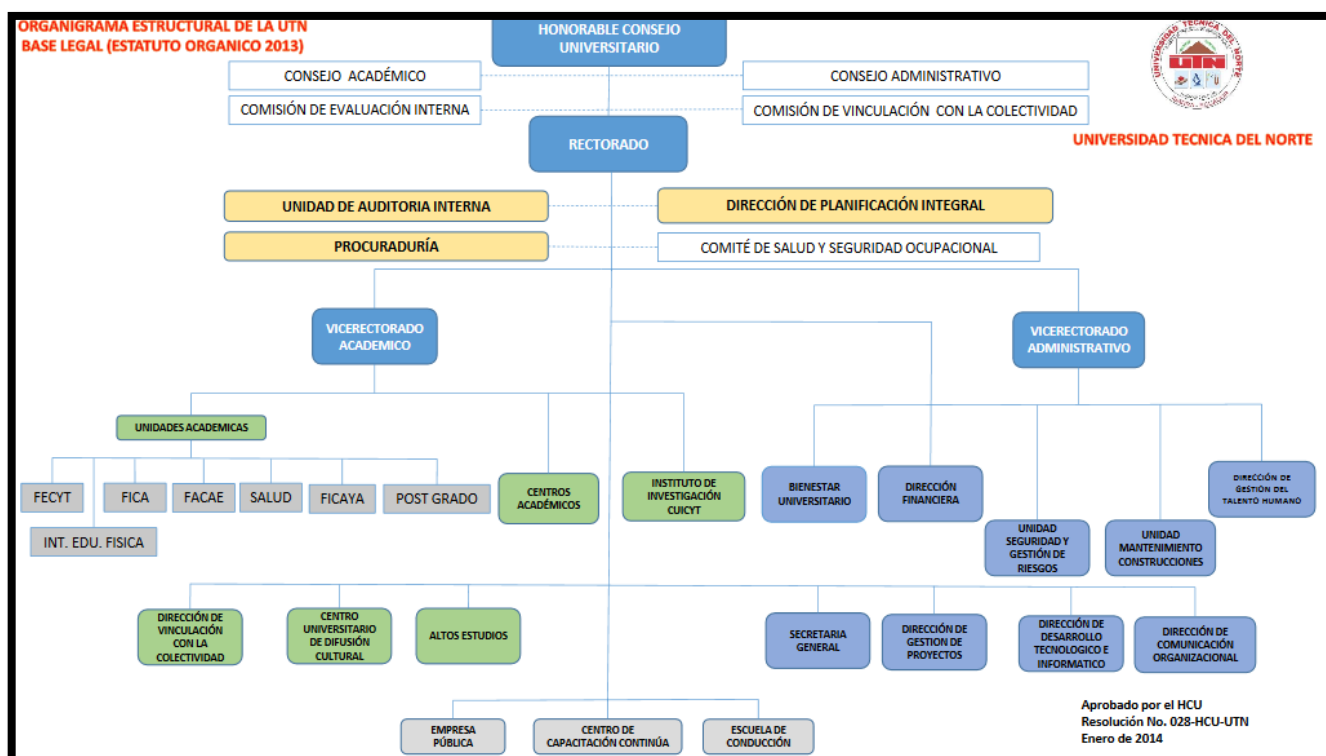 ORGANIGRAMA ESTRUCTURAL DE LA UTN
BASE LEGAL (ESTATUTO ORGANICO 2013)
HONORABLE CONSEJO
UNIVERSITARIO
UNIVERSIDAD TECNICA DEL NORTE
UTN
CONSEJO ACADÉMICO
CONSEJO ADMINISTRATIVO
COMISIÓN DE EVALUACIÓN INTERNA
COMISIÓN DE VINCULACIÓN CON LA COLECTIVIDAD
RECTORADO
UNIVERSIDAD TECNICA DEL NORTE
UNIDAD DE AUDITORIA INTERNA
DIRECCIÓN DE PLANIFICACIÓN INTEGRAL
PROCURADURÍA
COMITÉ DE SALUD Y SEGURIDAD OCUPACIONAL
VICERECTORADO
ACADEMICO
VICERECTORADO
ADMINISTRATIVO
UNIDADES ACADEMICAS
FECYT
FICA
FACAE
SALUD
FICAYA
POST GRADO
INT. EDU. FISICA
CENTROS
ACADÉMICOS
INSTITUTO DE
INVESTIGACIÓN
CUICYT
BIENESTAR
UNIVERSITARIO
DIRECCIÓN
FINANCIERA
UNIDAD
SEGURIDAD Y
GESTIÓN DE
RIESGOS
UNIDAD
MANTENIMIENTO
CONSTRUCCIONES
DIRECCIÓN DE
GESTIÓN DEL
TALENTO HUMANO
DIRECCIÓN DE
VINCULACIÓN
CON LA
COLECTIVIDAD
CENTRO
UNIVERSITARIO
DE DIFUSIÓN
CULTURAL
ALTOS ESTUDIOS
SECRETARIA
GENERAL
DIRECCIÓN DE
GESTION DE
PROYECTOS
DIRECCIÓN DE
DESARROLLO
TECNOLOGICO E
INFORMATICO
DIRECCIÓN DE
COMUNICACIÓN
ORGANIZACIONAL
EMPRESA
PÚBLICA
CENTRO DE
CAPACITACIÓN CONTINÚA
ESCUELA DE
CONDUCCIÓN
Aprobado por el HCU
Resolución No. 028-HCU-UTN
Enero de 2014